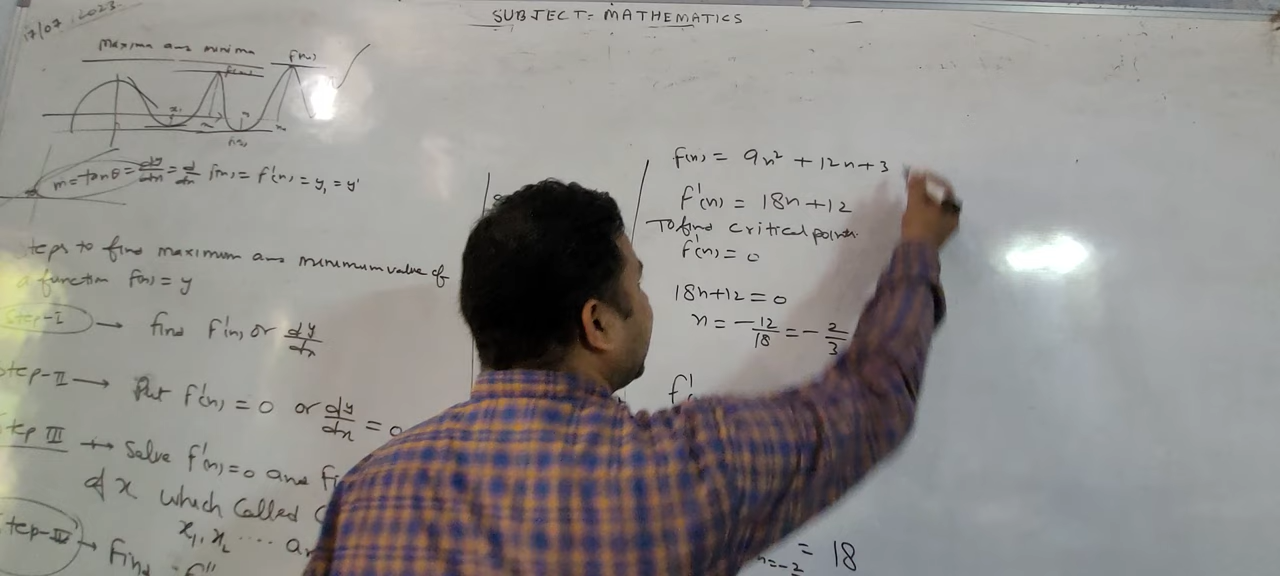 17/07.2023
SUBJECT- MATHEMATICS
Maxima and minima
f(x)
m = tanθ = dy/dx = d/dx f(x) = f'(x) = y₁ = y'
Steps to find maximum and minimum value of
a function f(x) = y
Step-I → find f'(x) or dy/dx
Step-II → Put f'(x) = 0 or dy/dx = 0
Step III → Solve f'(x) = 0 and
of x which called
x₁, x₂ ....
Step-IV → Find f''
f(x) = 9x² + 12x + 3
f'(x) = 18x + 12
To find critical points.
f'(x) = 0
18x + 12 = 0
x = -12/18 = -2/3
f'
= 18